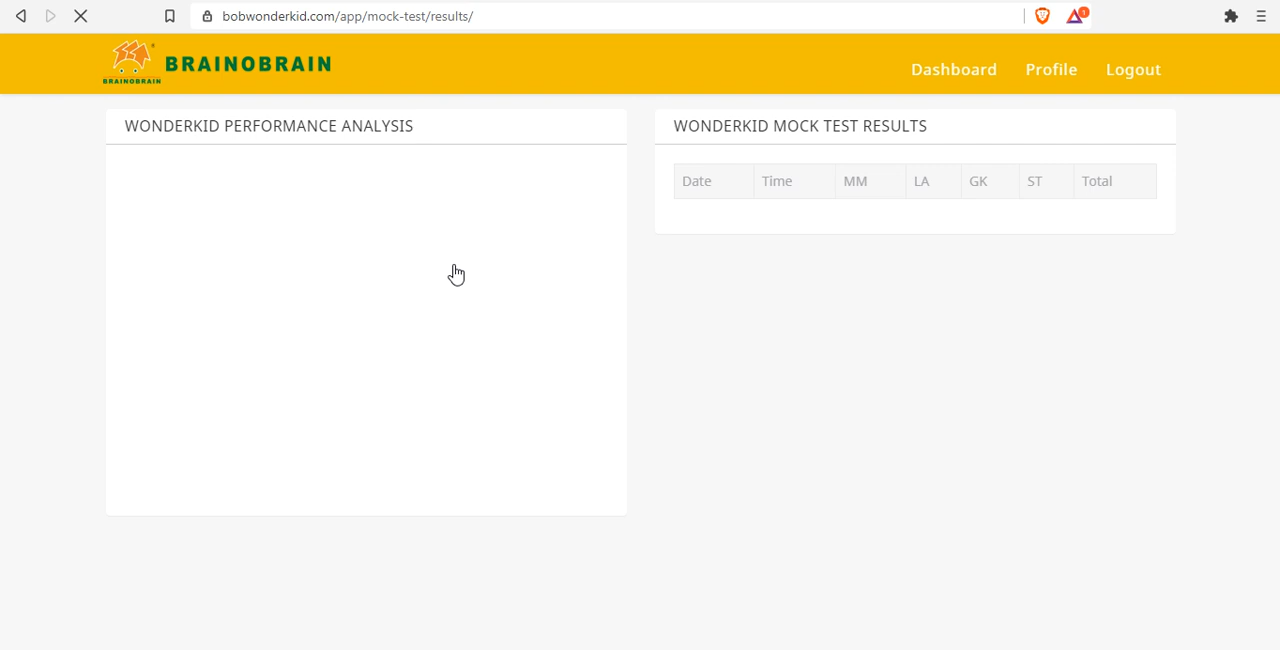 bobwonderkid.com/app/mock-test/results/
1
BRAINOBRAIN
BRAINOBRAIN
Dashboard Profile Logout
WONDERKID PERFORMANCE ANALYSIS
WONDERKID MOCK TEST RESULTS
Date Time MM LA GK ST Total